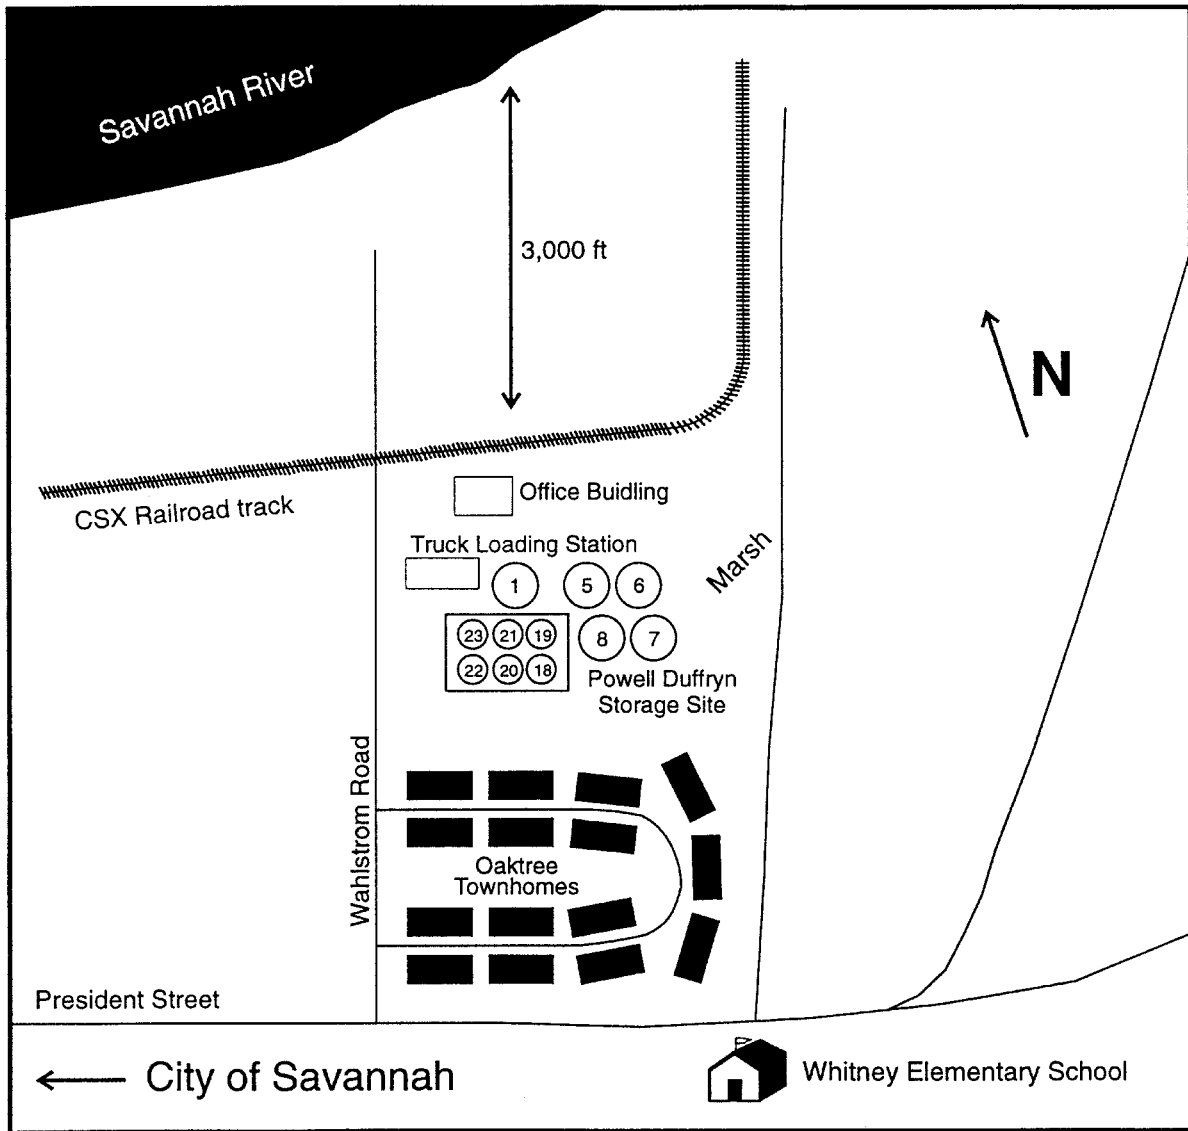 Savannah River
3,000 ft
N
CSX Railroad track
Office Buidling
Truck Loading Station
Marsh
1
5
6
23
21
19
8
7
22
20
18
Powell Duffryn
Storage Site
Wahlstrom Road
Oaktree
Townhomes
President Street
City of Savannah
Whitney Elementary School